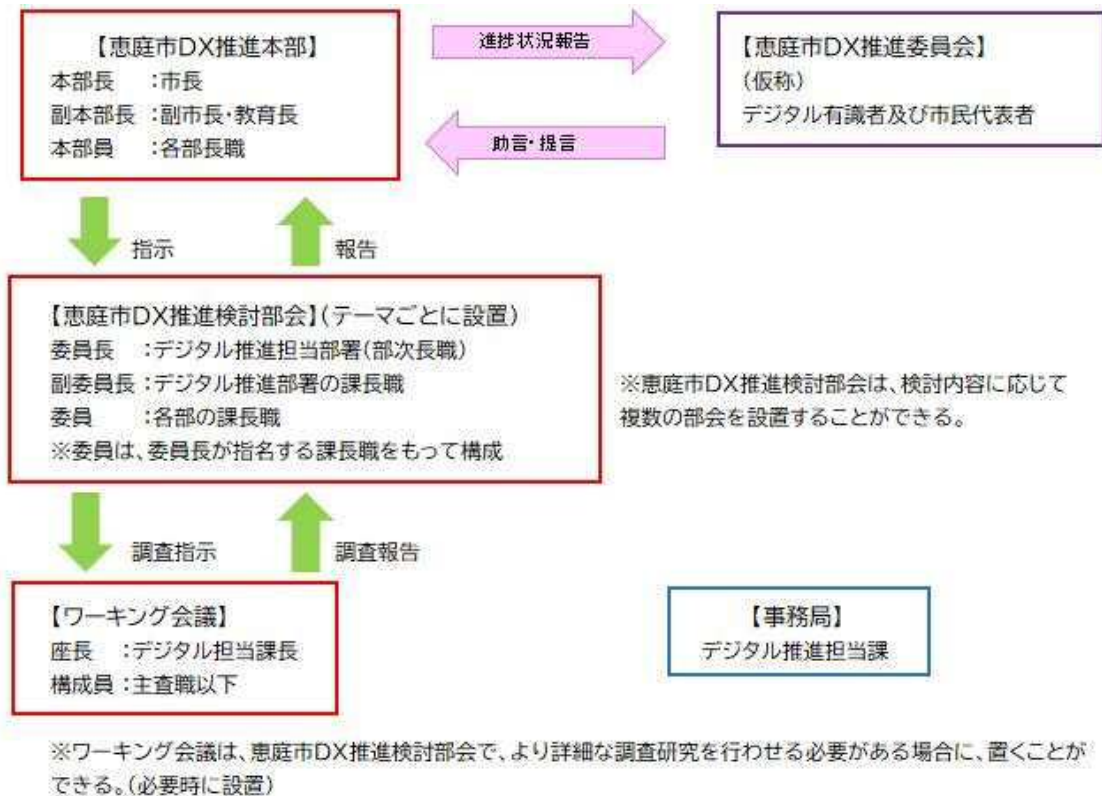 【恵庭市DX推進本部】
本部長　：市長
副本部長：副市長・教育長
本部員　：各部長職
進捗状況報告
助言・提言
【恵庭市DX推進委員会】
(仮称)
デジタル有識者及び市民代表者
指示
報告
【恵庭市DX推進検討部会】(テーマごとに設置)
委員長　：デジタル推進担当部署(部次長職)
副委員長：デジタル推進部署の課長職
委員　　：各部の課長職
※委員は、委員長が指名する課長職をもって構成
※恵庭市DX推進検討部会は、検討内容に応じて
複数の部会を設置することができる。
調査指示
調査報告
【ワーキング会議】
座長　：デジタル担当課長
構成員：主査職以下
【事務局】
デジタル推進担当課
※ワーキング会議は、恵庭市DX推進検討部会で、より詳細な調査研究を行わせる必要がある場合に、置くことが
できる。(必要時に設置)